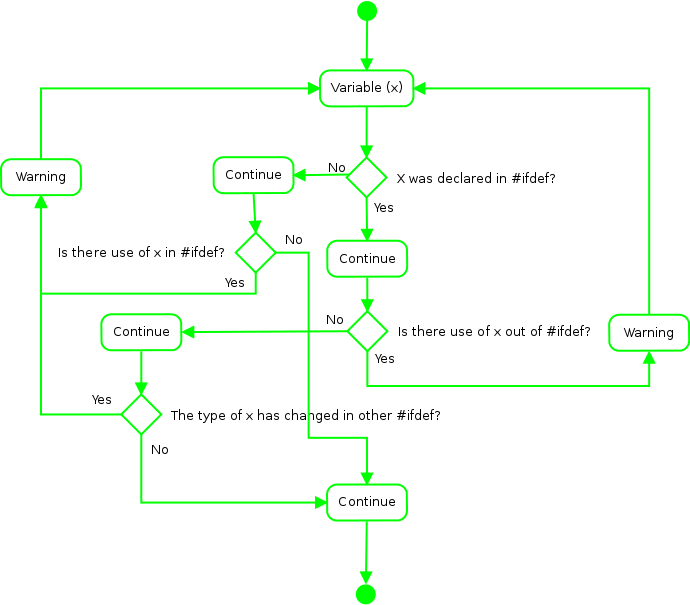 Variable (x)
No
Continue
Warning
X was declared in #ifdef?
Yes
No
Is there use of x in #ifdef?
Continue
Yes
No
Continue
Is there use of x out of #ifdef?
Warning
Yes
Yes
The type of x has changed in other #ifdef?
No
Continue